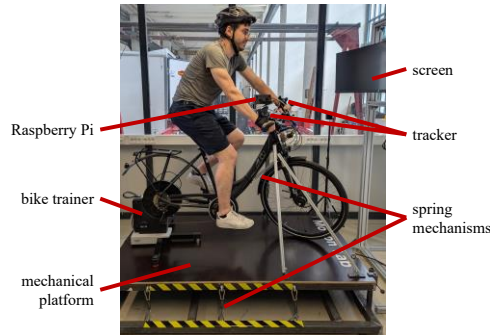 screen
Raspberry Pi
tracker
bike trainer
spring
mechanisms
mechanical
platform